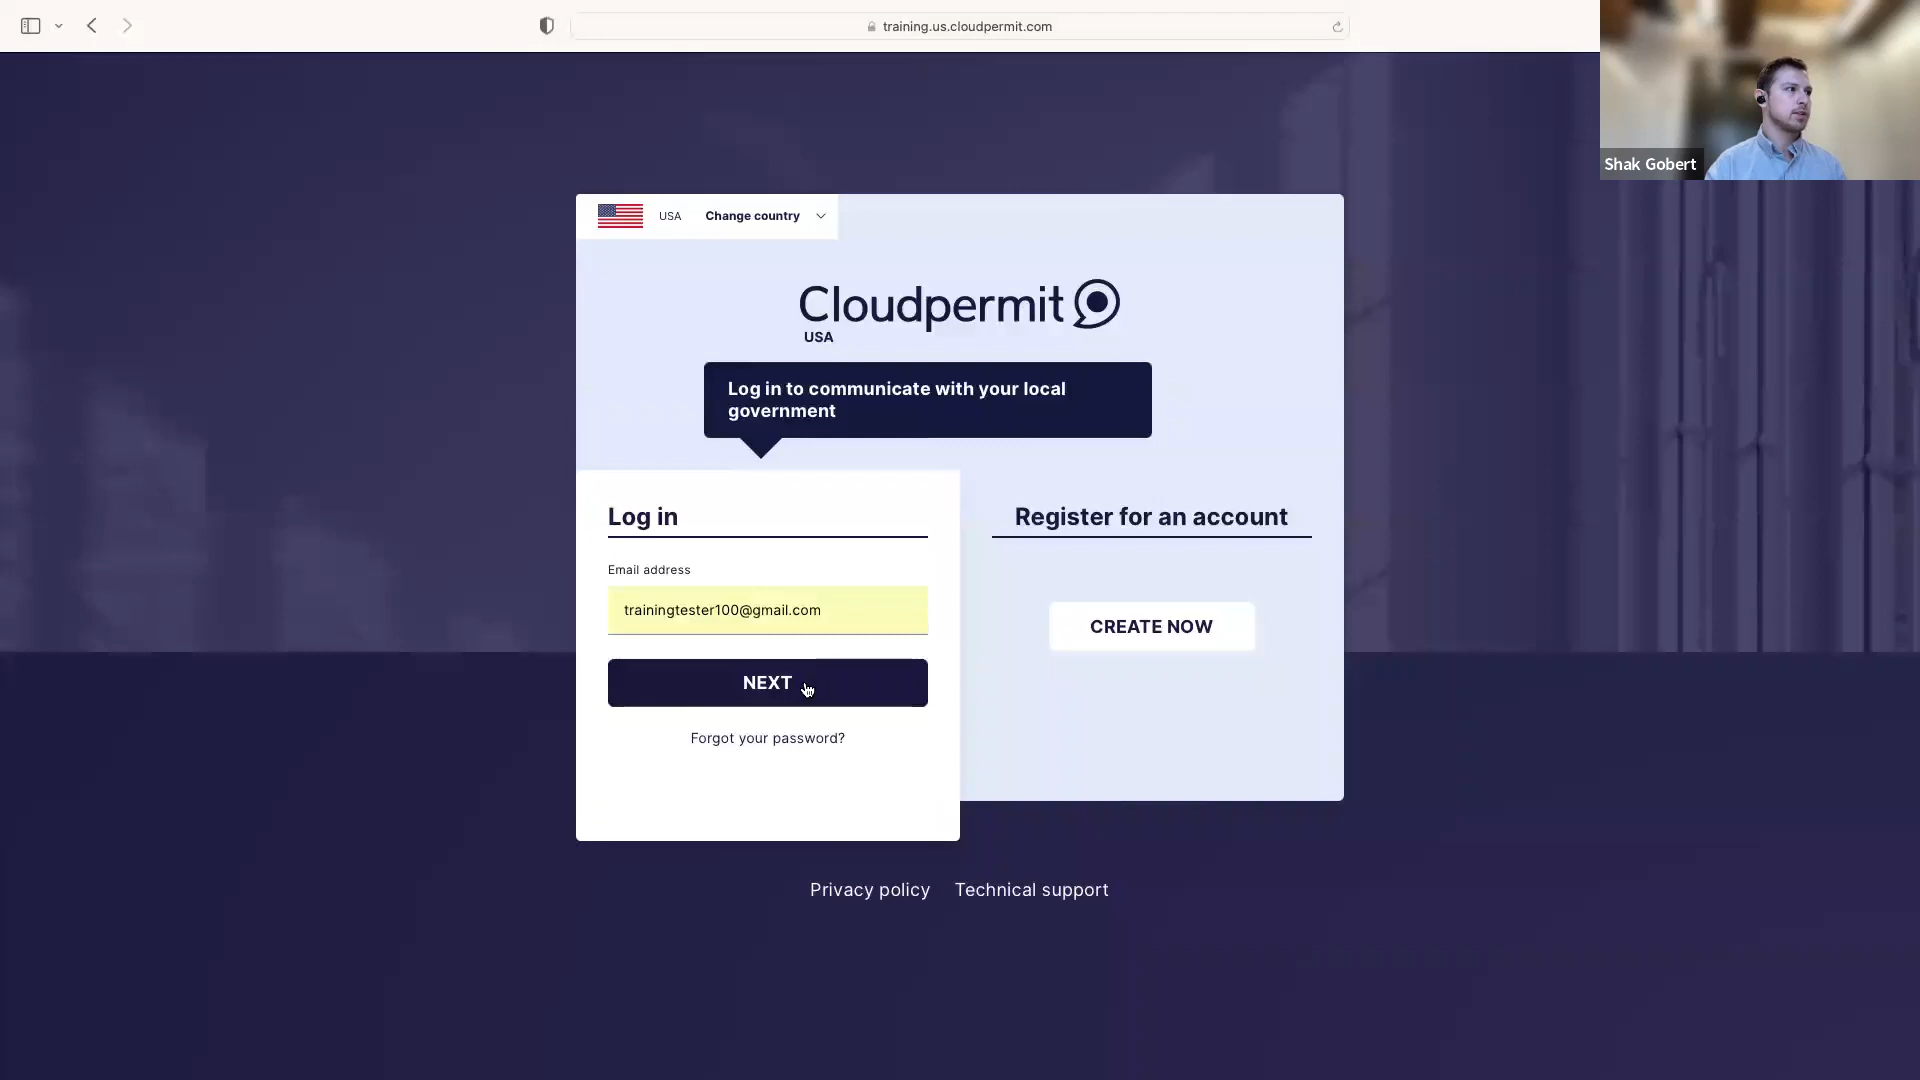 training.us.cloudpermit.com
Shak Gobert
USA Change country
Cloudpermit
USA
Log in to communicate with your local
government
Log in
Email address
trainingtester100@gmail.com
NEXT
Forgot your password?
Register for an account
CREATE NOW
Privacy policy Technical support